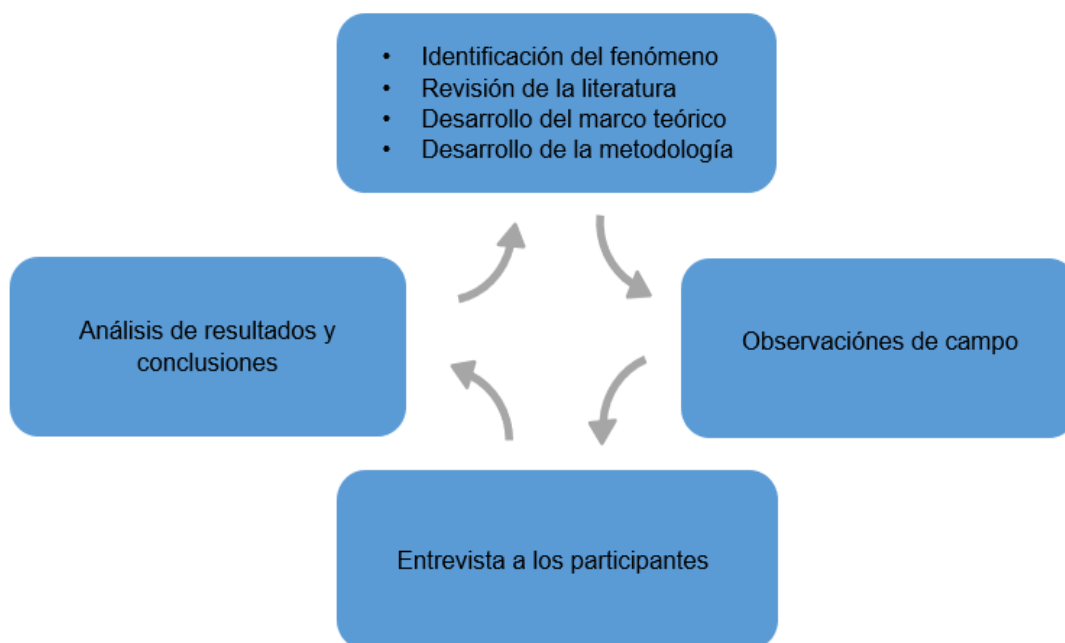 • Identificación del fenómeno
• Revisión de la literatura
• Desarrollo del marco teórico
• Desarrollo de la metodología
Análisis de resultados y
conclusiones
Observaciónes de campo
Entrevista a los participantes